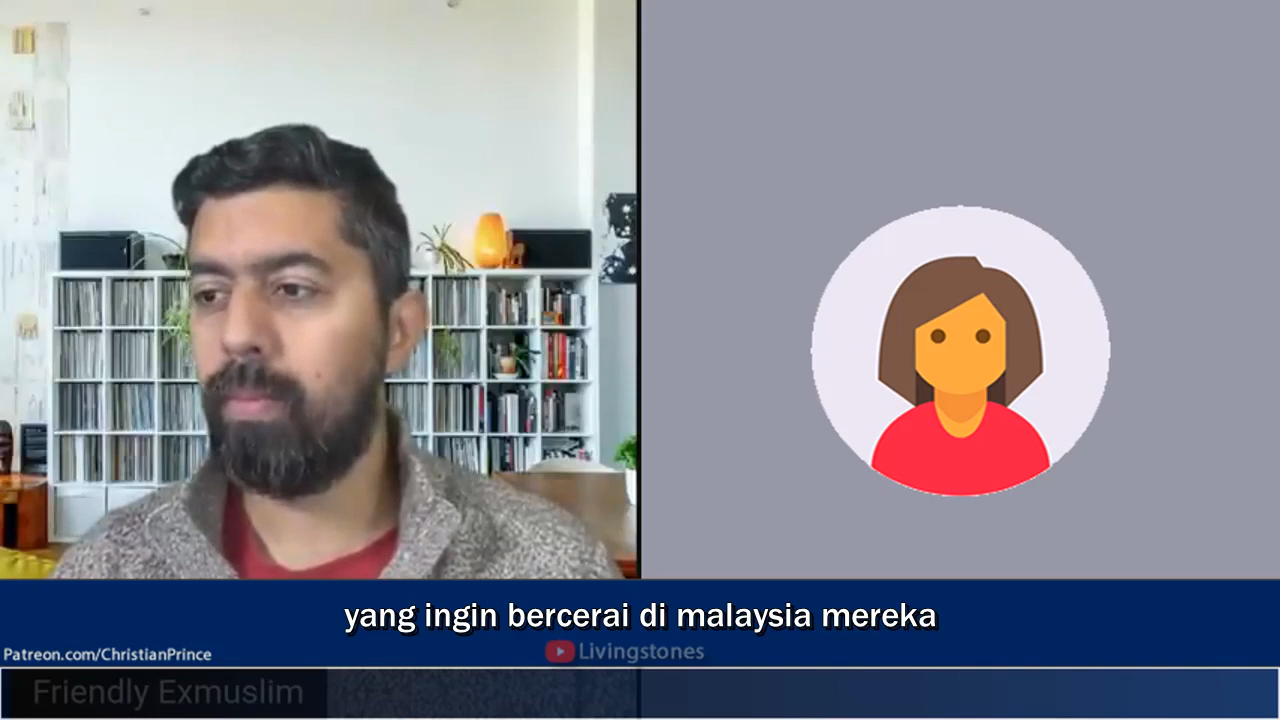 yang ingin bercerai di malaysia mereka
Patreon.com/ChristianPrince
Livingstones
Friendly Exmuslim